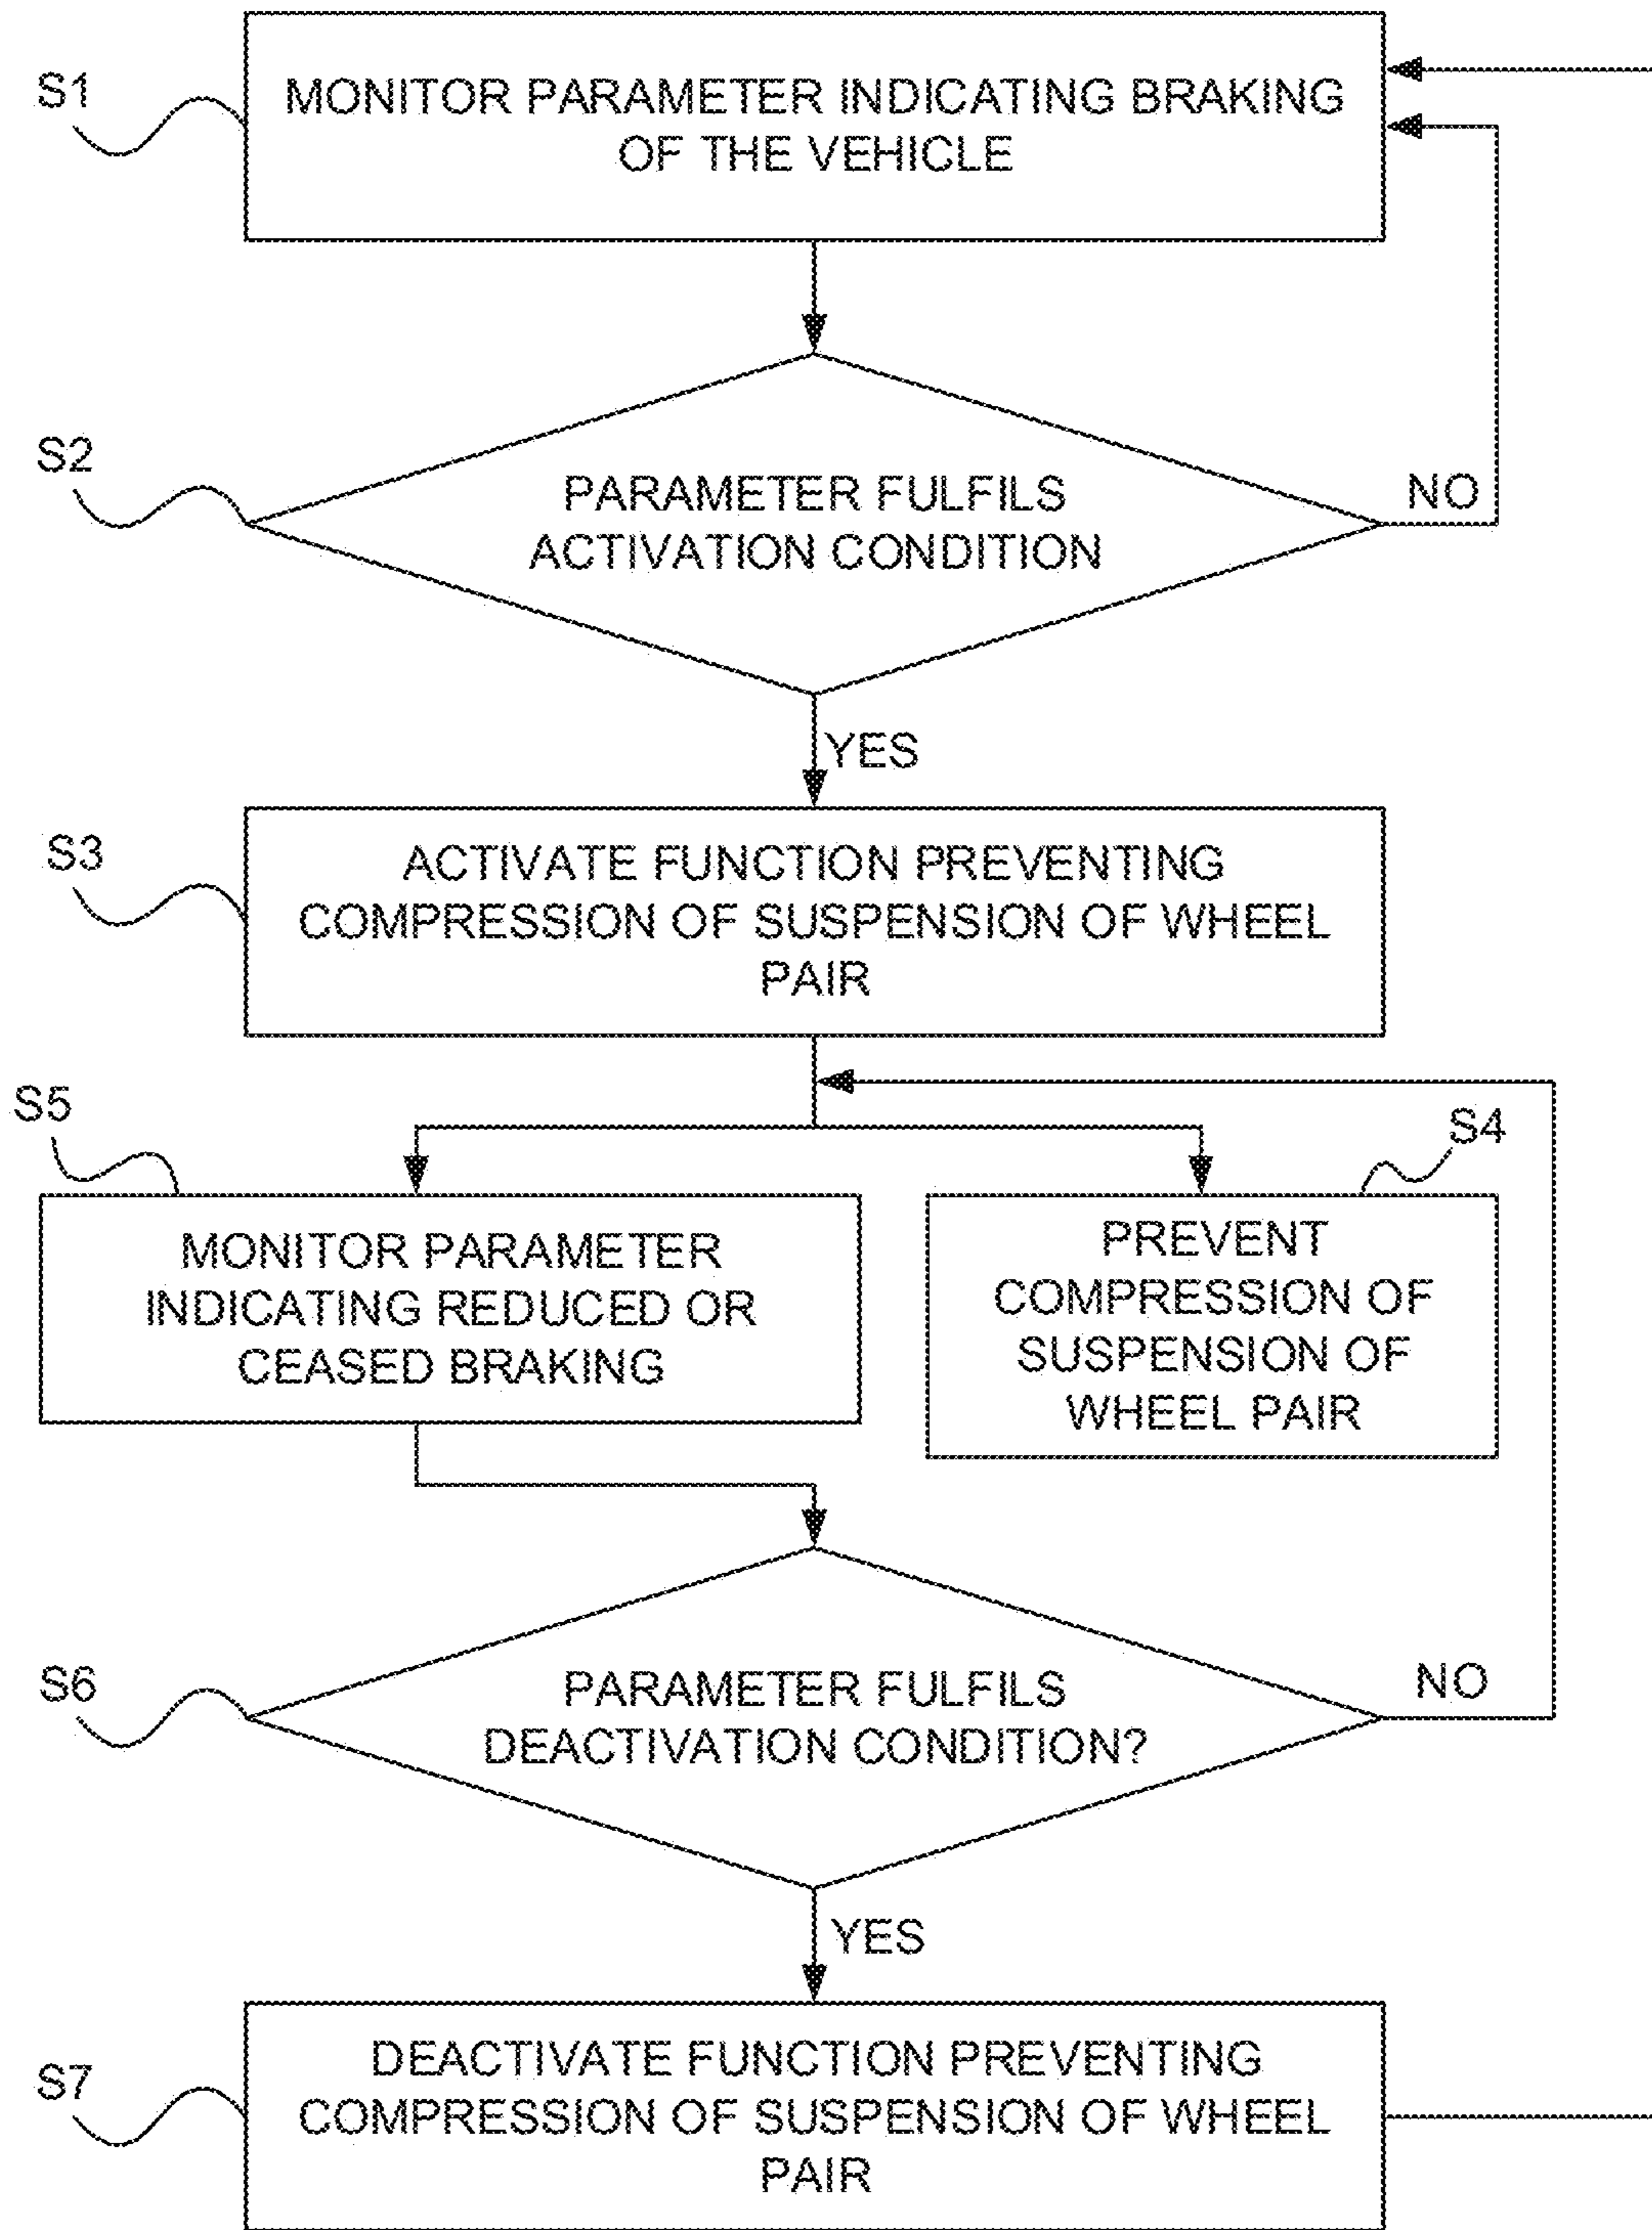 S1
MONITOR PARAMETER INDICATING BRAKING
OF THE VEHICLE
S2
PARAMETER FULFILS
ACTIVATION CONDITION
NO
YES
S3
ACTIVATE FUNCTION PREVENTING
COMPRESSION OF SUSPENSION OF WHEEL
PAIR
S5
S4
MONITOR PARAMETER
INDICATING REDUCED OR
CEASED BRAKING
PREVENT
COMPRESSION OF
SUSPENSION OF
WHEEL PAIR
S6
PARAMETER FULFILS
DEACTIVATION CONDITION?
NO
YES
S7
DEACTIVATE FUNCTION PREVENTING
COMPRESSION OF SUSPENSION OF WHEEL
PAIR